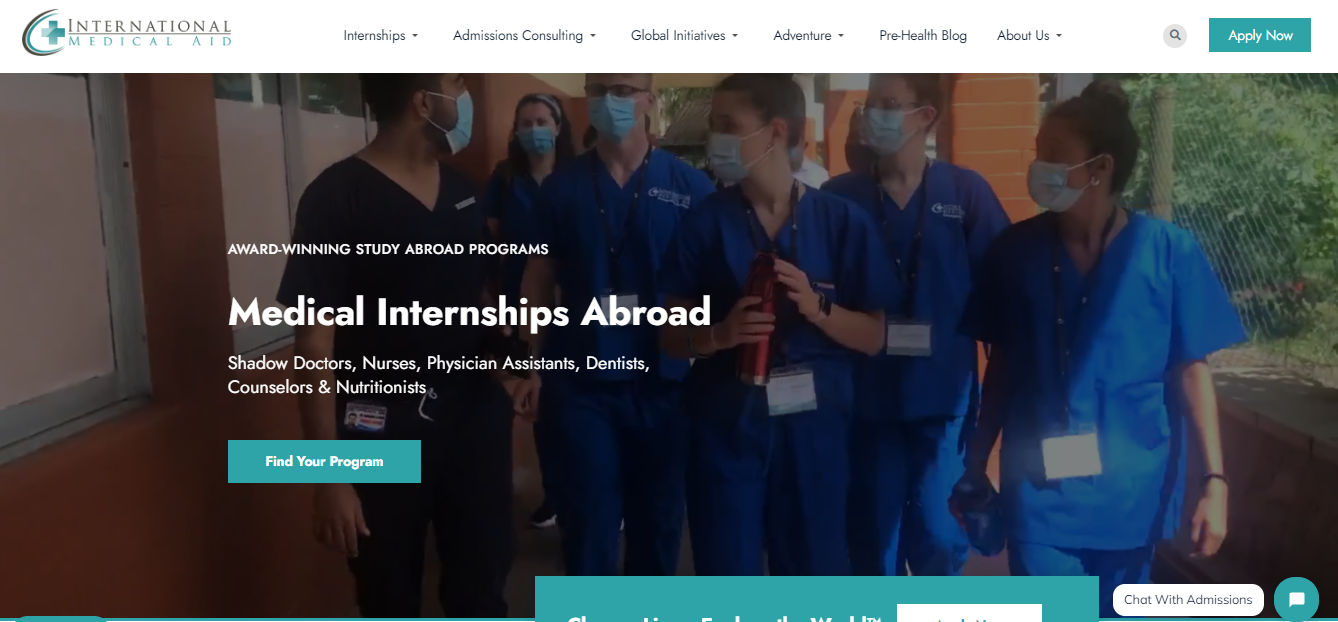 INTERNATIONAL
MEDICAL AID
Internships
Admissions Consulting
Global Initiatives
Adventure
Pre-Health Blog
About Us
Apply Now
AWARD-WINNING STUDY ABROAD PROGRAMS
Medical Internships Abroad
Shadow Doctors, Nurses, Physician Assistants, Dentists,
Counselors & Nutritionists
Find Your Program
Chat With Admissions